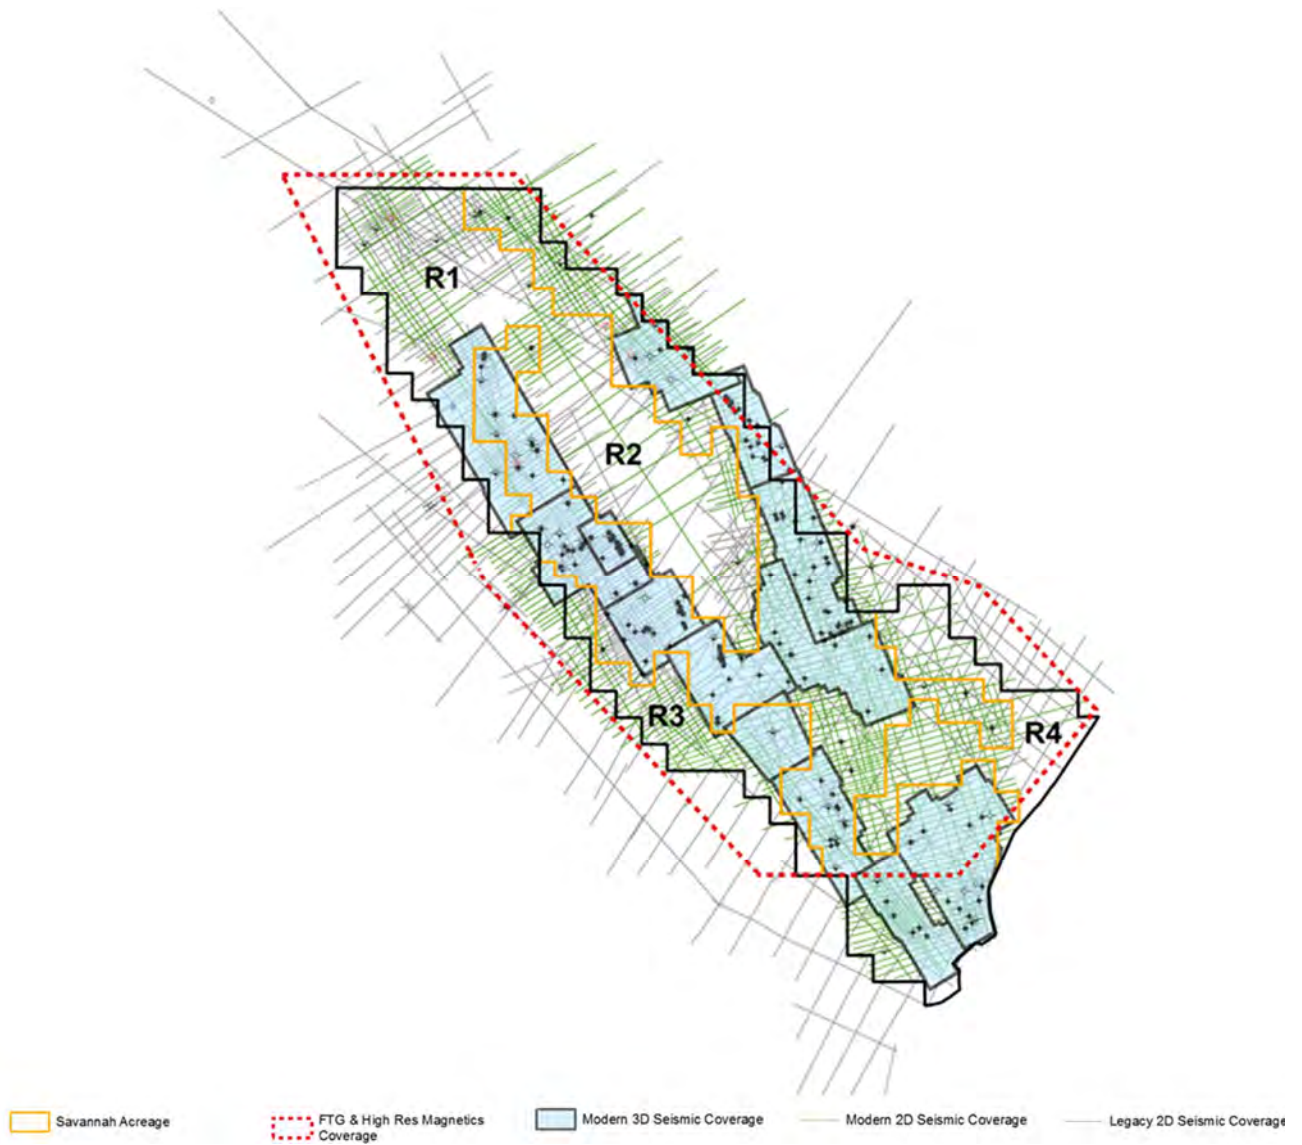 R1
R2
R3
R4
Savannah Acreage
FTG & High Res Magnetics
Coverage
Modern 3D Seismic Coverage
Modern 2D Seismic Coverage
Legacy 2D Seismic Coverage